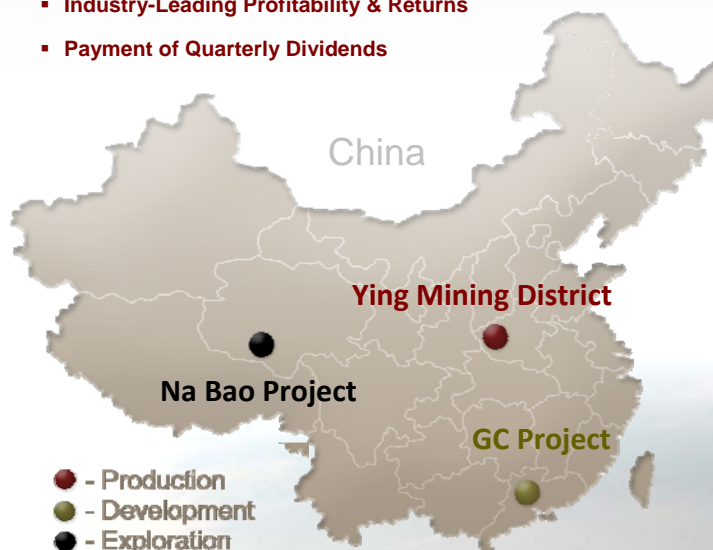 ▪ Industry-Leading Profitability & Returns
▪ Payment of Quarterly Dividends
China
Ying Mining District
Na Bao Project
GC Project
- Production
- Development
- Exploration